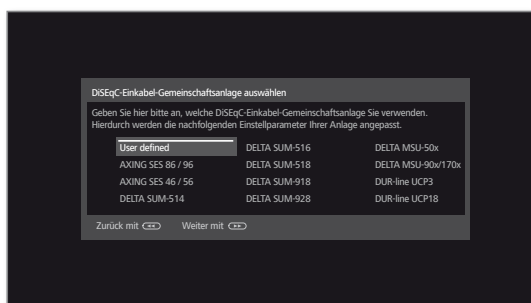 DiSEqC-Einkabel-Gemeinschaftsanlage auswählen
Geben Sie hier bitte an, welche DiSEqC-Einkabel-Gemeinschaftsanlage Sie verwenden.
Hierdurch werden die nachfolgenden Einstellparameter Ihrer Anlage angepasst.
User defined DELTA SUM-516 DELTA MSU-50x
AXING SES 86 / 96 DELTA SUM-518 DELTA MSU-90x/170x
AXING SES 46 / 56 DELTA SUM-918 DUR-line UCP3
DELTA SUM-514 DELTA SUM-928 DUR-line UCP18
Zurück mit Weiter mit